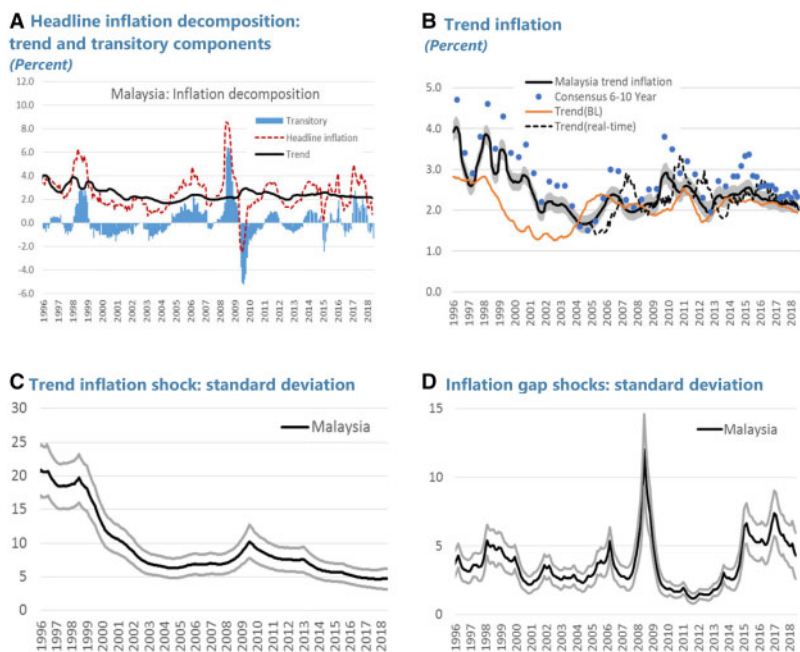 A Headline inflation decomposition:
trend and transitory components
(Percent)
12.0
10.0
8.0
6.0
4.0
2.0
0.0
-2.0
-4.0
-6.0
Malaysia: Inflation decomposition
Transitory
Headline inflation
Trend
1996 1997 1998 1999 2000 2001 2002 2003 2004 2005 2006 2007 2008 2009 2010 2011 2012 2013 2014 2015 2016 2017 2018
B Trend inflation
(Percent)
5.0
4.0
3.0
2.0
1.0
0.0
Malaysia trend inflation
Consensus 6-10 Year
Trend(BL)
Trend(real-time)
1996 1997 1998 1999 2000 2001 2002 2003 2004 2005 2006 2007 2008 2009 2010 2011 2012 2013 2014 2015 2016 2017 2018
C Trend inflation shock: standard deviation
30
25
20
15
10
5
0
Malaysia
1996 1997 1998 1999 2000 2001 2002 2003 2004 2005 2006 2007 2008 2009 2010 2011 2012 2013 2014 2015 2016 2017 2018
D Inflation gap shocks: standard deviation
15
10
5
0
Malaysia
1996 1997 1998 1999 2000 2001 2002 2003 2004 2005 2006 2007 2008 2009 2010 2011 2012 2013 2014 2015 2016 2017 2018